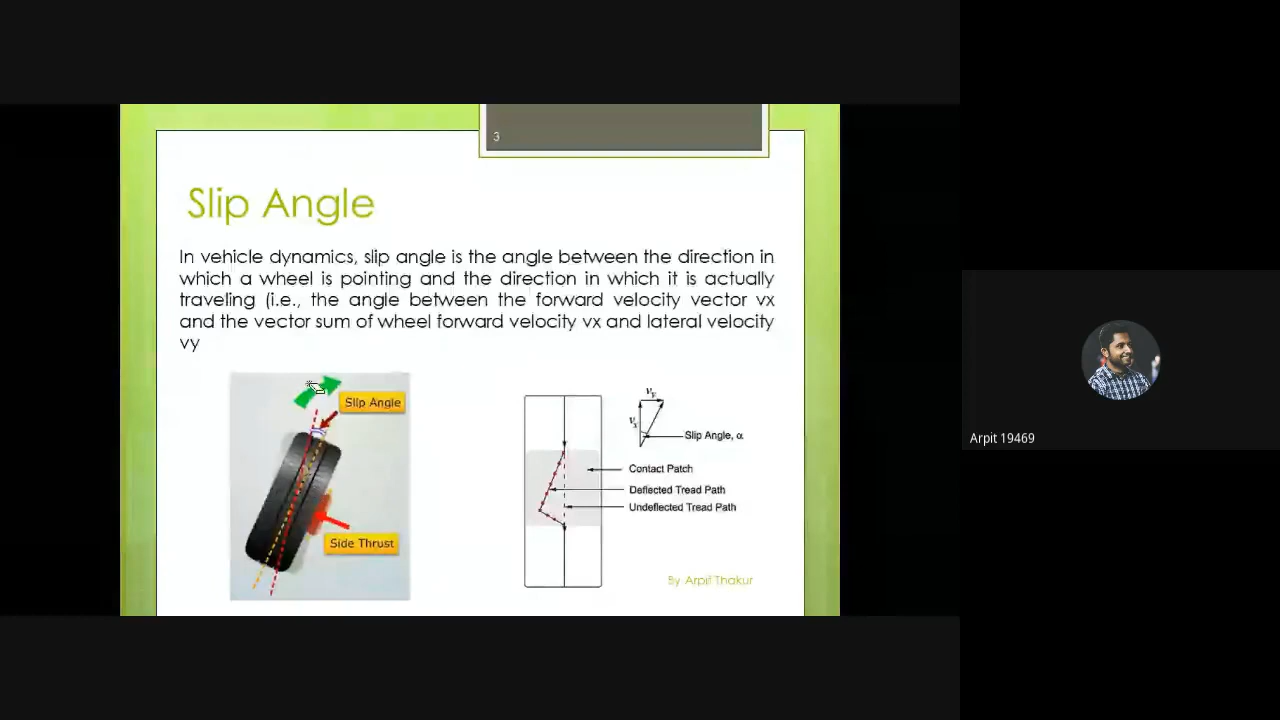 3
Slip Angle
In vehicle dynamics, slip angle is the angle between the direction in
which a wheel is pointing and the direction in which it is actually
traveling (i.e., the angle between the forward velocity vector vx
and the vector sum of wheel forward velocity vx and lateral velocity
vy
Slip Angle
Side Thrust
Vy
Vx
Slip Angle, α
Contact Patch
Deflected Tread Path
Undeflected Tread Path
By Arpit Thakur
Arpit 19469